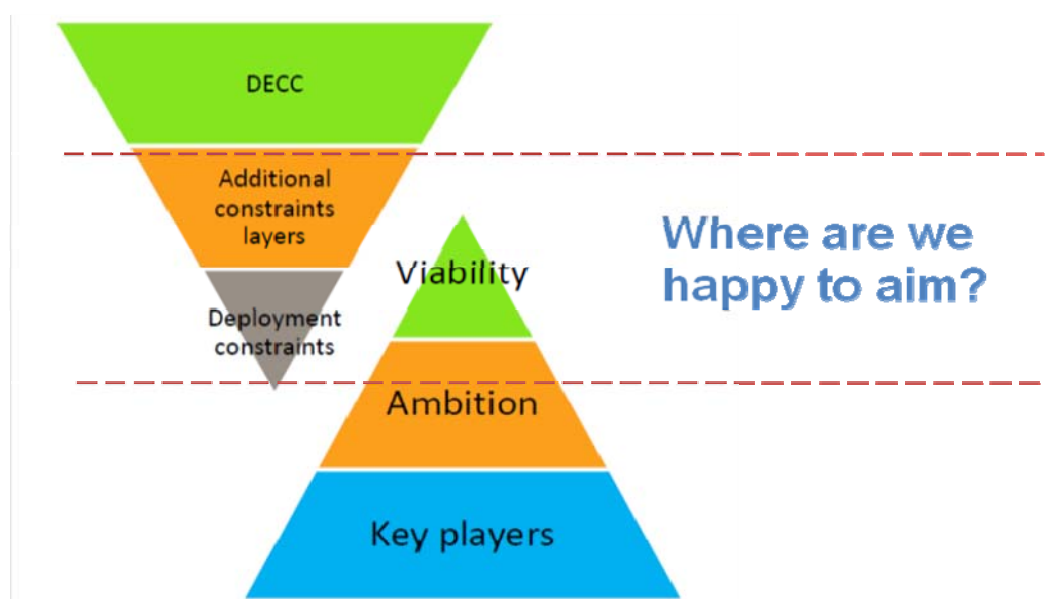 DECC
Additional
constraints
layers
Deployment
constraints
Viability
Ambition
Key players
Where are we
happy to aim?